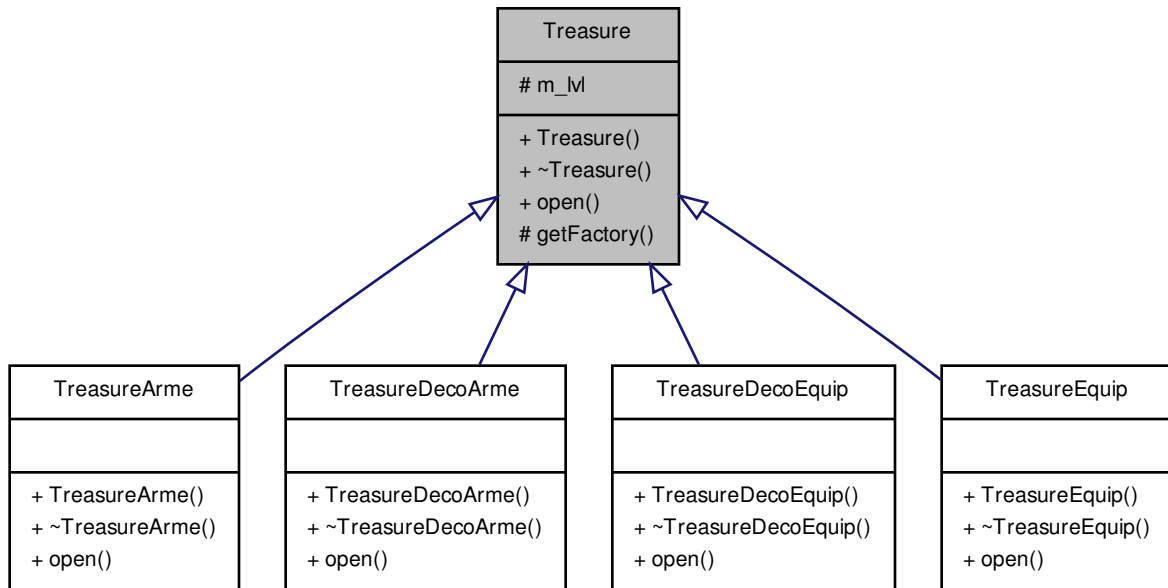 Treasure
# m_lvl
+ Treasure()
+ ~Treasure()
+ open()
# getFactory()
TreasureArme
+ TreasureArme()
+ ~TreasureArme()
+ open()
TreasureDecoArme
+ TreasureDecoArme()
+ ~TreasureDecoArme()
+ open()
TreasureDecoEquip
+ TreasureDecoEquip()
+ ~TreasureDecoEquip()
+ open()
TreasureEquip
+ TreasureEquip()
+ ~TreasureEquip()
+ open()